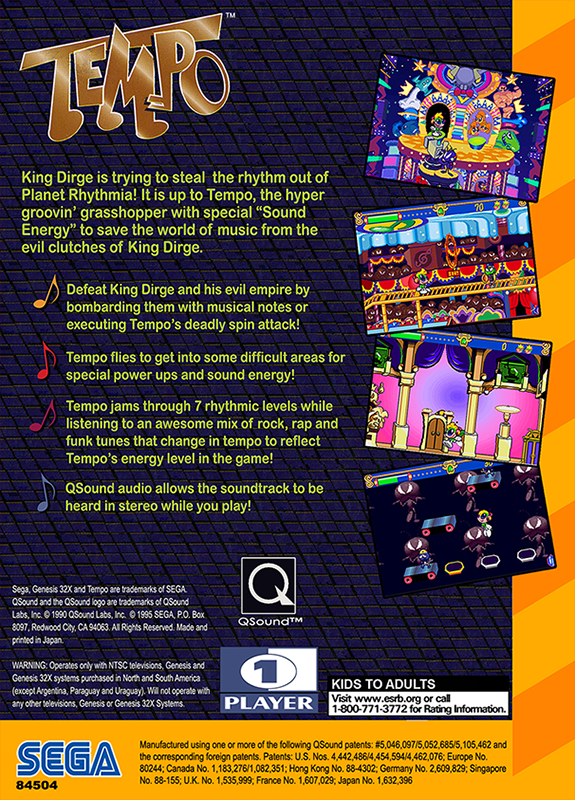 TEMPO™
King Dirge is trying to steal the rhythm out of
Planet Rhythmia! It is up to Tempo, the hyper
groovin' grasshopper with special “Sound
Energy” to save the world of music from the
evil clutches of King Dirge.
Defeat King Dirge and his evil empire by
bombarding them with musical notes or
executing Tempo's deadly spin attack!
Tempo flies to get into some difficult areas for
special power ups and sound energy!
Tempo jams through 7 rhythmic levels while
listening to an awesome mix of rock, rap and
funk tunes that change in tempo to reflect
Tempo's energy level in the game!
QSound audio allows the soundtrack to be
heard in stereo while you play!
Sega, Genesis 32X and Tempo are trademarks of SEGA.
QSound and the QSound logo are trademarks of QSound
Labs, Inc. © 1990 QSound Labs, Inc. © 1995 SEGA, P.O. Box
8097, Redwood City, CA 94063. All Rights Reserved. Made and
printed in Japan.
Q
QSound™
WARNING: Operates only with NTSC televisions, Genesis and
Genesis 32X systems purchased in North and South America
(except Argentina, Paraguay and Uraguay). Will not operate with
any other televisions, Genesis or Genesis 32X Systems.
1
PLAYER
KIDS TO ADULTS
Visit www.esrb.org or call
1-800-771-3772 for Rating Information.
SEGA
84504
Manufactured using one or more of the following QSound patents: #5,046,097/5,052,685/5,105,462 and
the corresponding foreign patents. Patents: U.S. Nos. 4,442,486/4,454,594/4,462,076; Europe No.
80244; Canada No. 1,183,276/1,082,351; Hong Kong No. 88-4302; Germany No. 2,609,829; Singapore
No. 88-155; U.K. No. 1,535,999; France No. 1,607,029; Japan No. 1,632,396